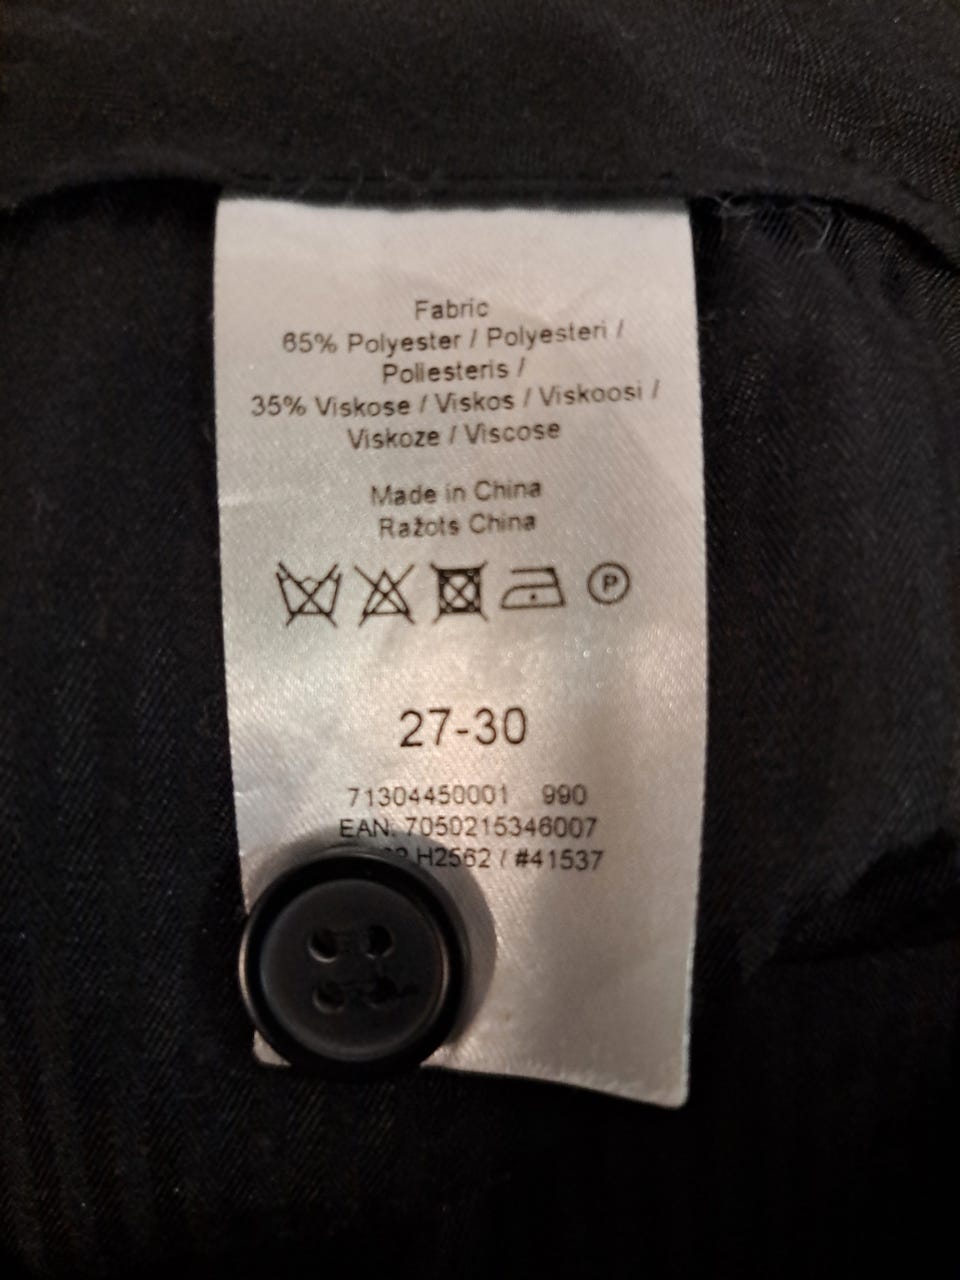 Fabric
65% Polyester / Polyesteri /
Poliesteris /
35% Viskose / Viskos / Viskoosi /
Viskoze / Viscose
Made in China
Ražots China
P
27-30
71304450001 990
EAN: 7050215346007
H2562 / #41537